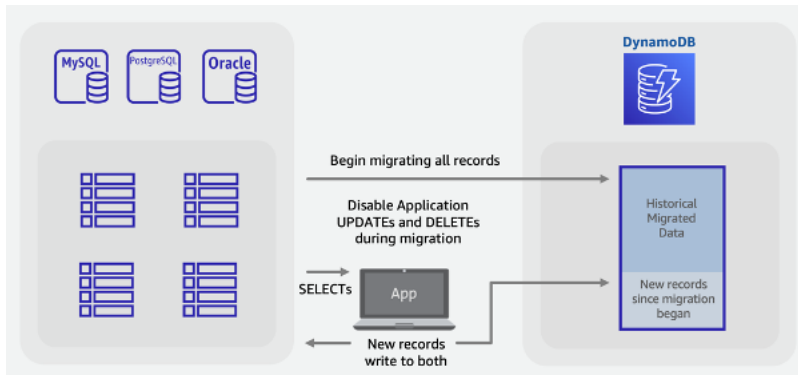 MySQL
PostgreSQL
Oracle
DynamoDB
Begin migrating all records
Disable Application
UPDATEs and DELETEs
during migration
Historical
Migrated
Data
SELECTs
App
New records
since migration
began
New records
write to both